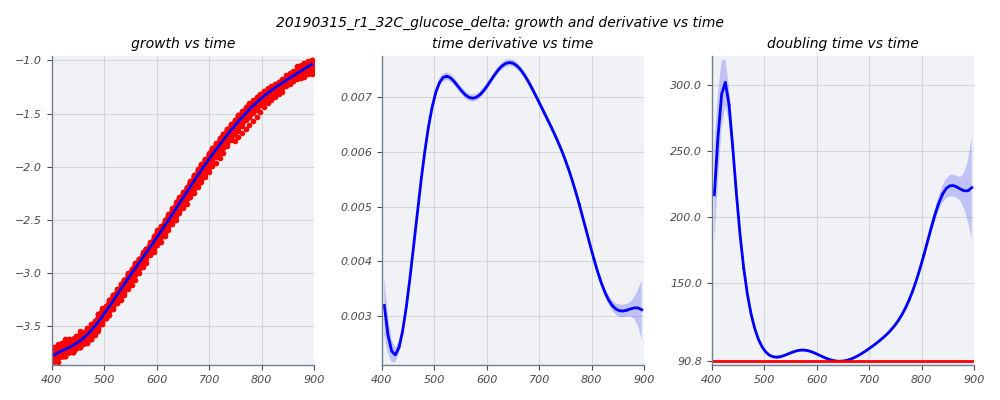 20190315_r1_32C_glucose_delta: growth and derivative vs time
growth vs time
time derivative vs time
doubling time vs time
−1.0
−1.5
−2.0
−2.5
−3.0
−3.5
400 500 600 700 800 900
0.007
0.006
0.005
0.004
0.003
400 500 600 700 800 900
300.0
250.0
200.0
150.0
90.8
400 500 600 700 800 900